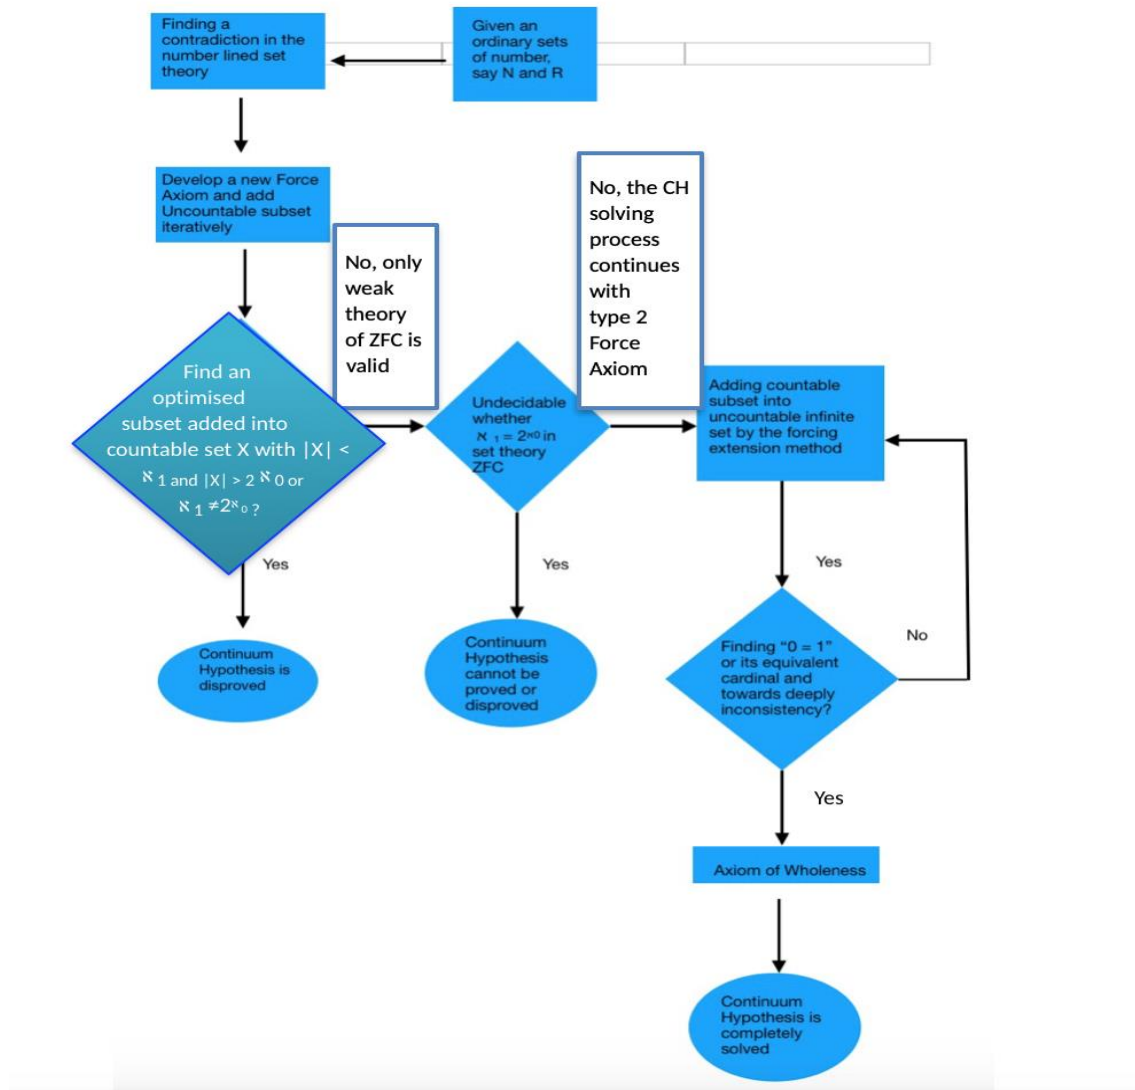 Finding a
contradiction in the
number lined set
theory
Given an
ordinary sets
of number,
say N and R
Develop a new Force
Axiom and add
Uncountable subset
iteratively
No, only
weak
theory
of ZFC is
valid
No, the CH
solving
process
continues
with
type 2
Force
Axiom
Find an
optimised
subset added into
countable set X with |X| <
ℵ 1 and |X| > 2 ℵ 0 or
ℵ 1 ≠2ℵ 0 ?
Undecidable
whether
ℵ 1 = 2ℵ0 in
set theory
ZFC
Adding countable
subset into
uncountable infinite
set by the forcing
extension method
Yes
Yes
Yes
Continuum
Hypothesis is
disproved
Continuum
Hypothesis
cannot be
proved or
disproved
Finding “0 = 1”
or its equivalent
cardinal and
towards deeply
inconsistency?
No
Yes
Axiom of Wholeness
Continuum
Hypothesis is
completely
solved